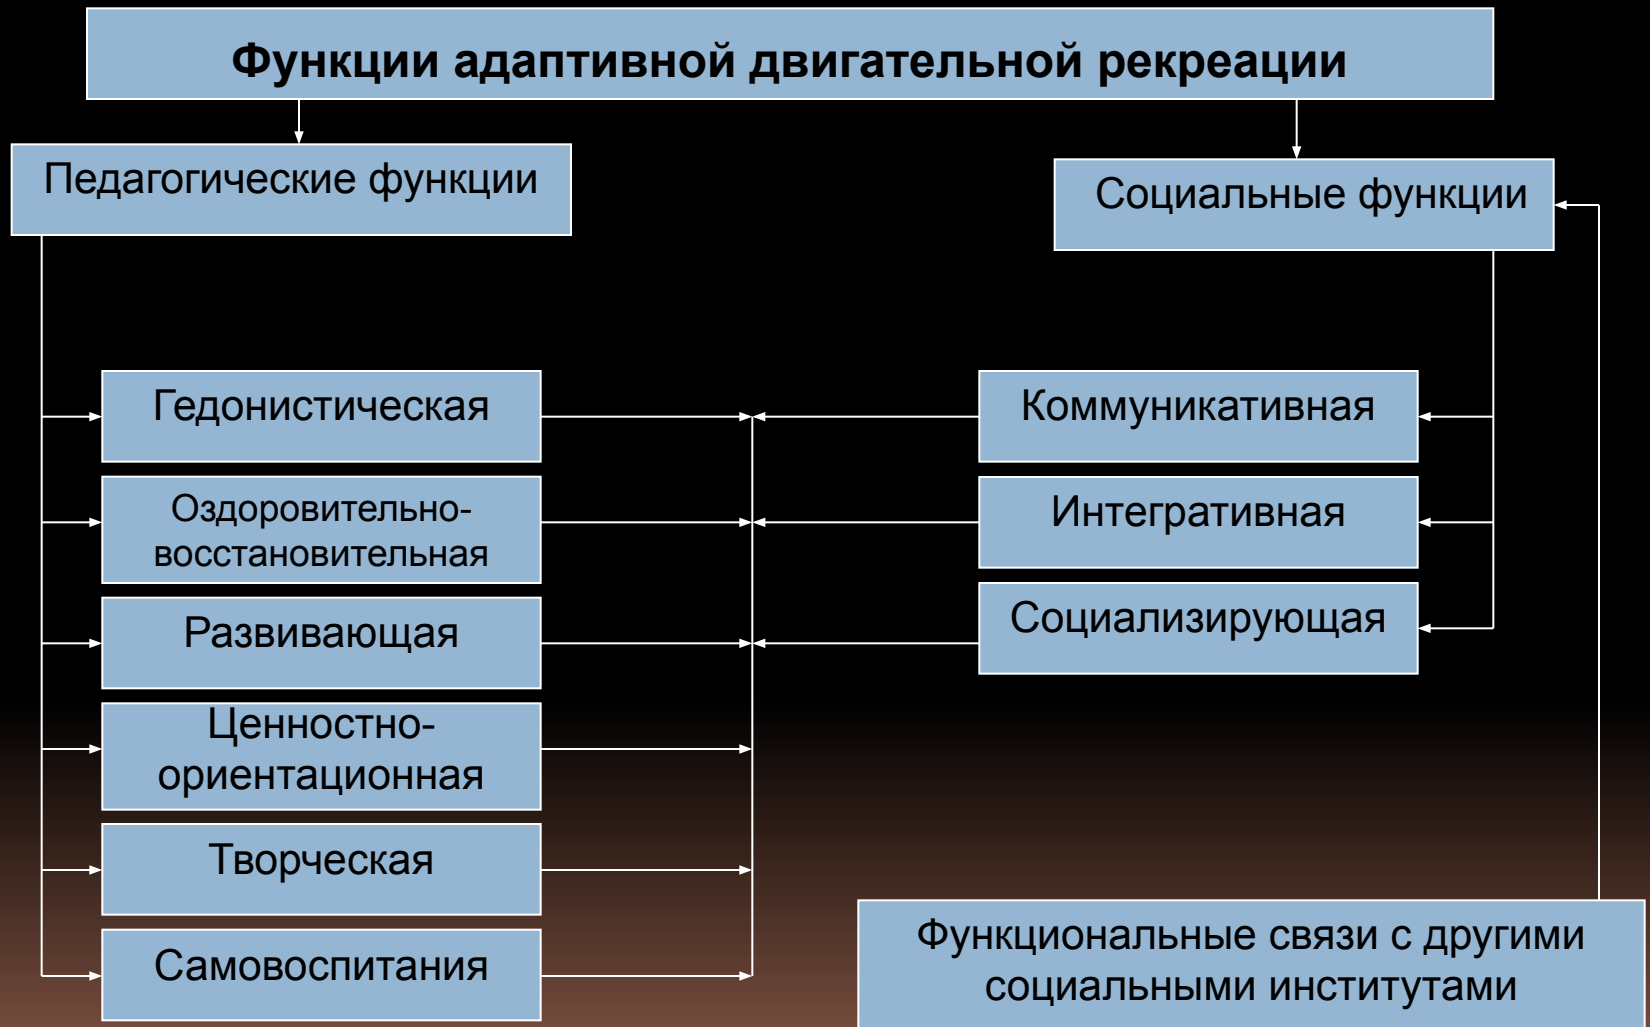 Функции адаптивной двигательной рекреации
Педагогические функции
Социальные функции
Гедонистическая
Оздоровительно-
восстановительная
Развивающая
Ценностно-
ориентационная
Творческая
Самовоспитания
Коммуникативная
Интегративная
Социализирующая
Функциональные связи с другими
социальными институтами